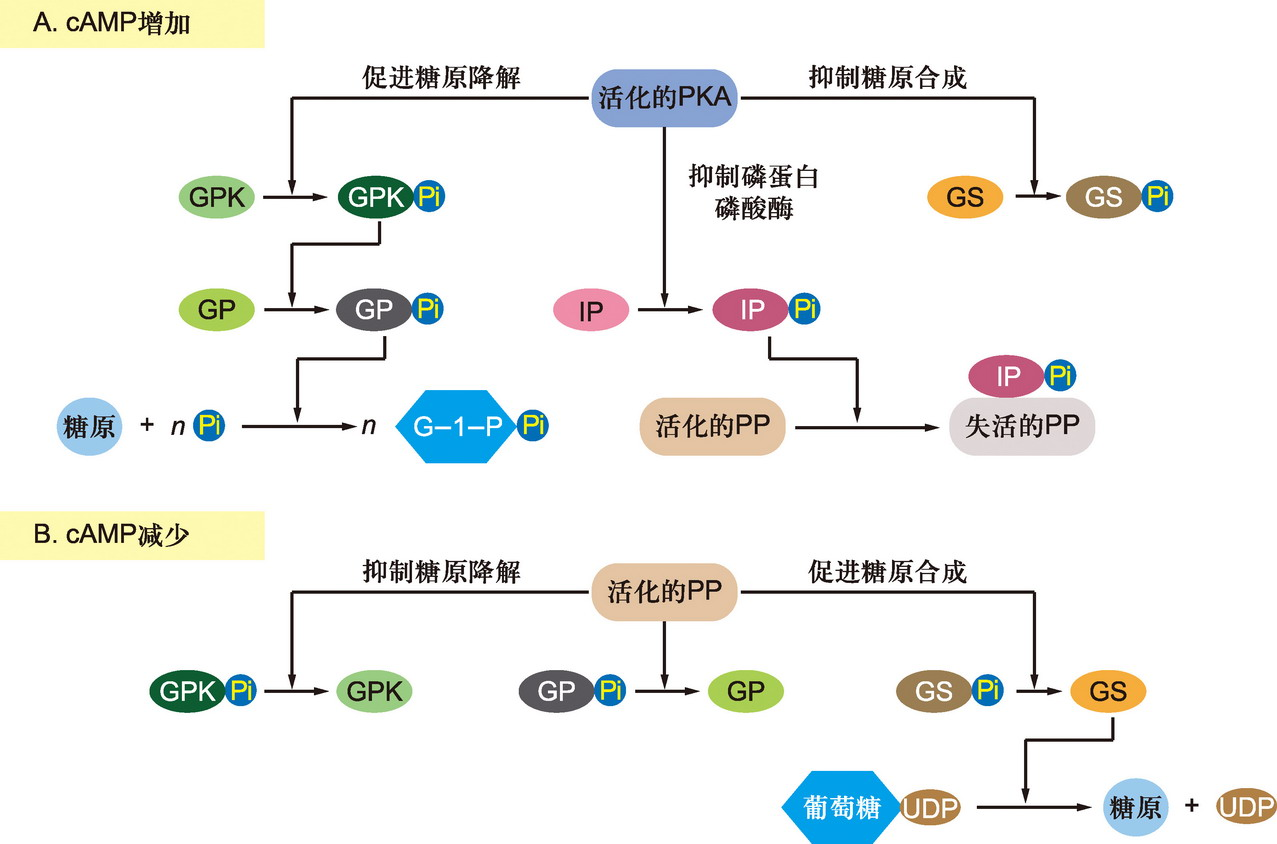 A. cAMP增加
促进糖原降解
活化的PKA
抑制糖原合成
GPK
GPK Pi
抑制磷蛋白
磷酸酶
GS
GS Pi
GP
GP Pi
IP
IP Pi
糖原 + n Pi
n G–1–P Pi
活化的PP
IP Pi
失活的PP
B. cAMP减少
抑制糖原降解
活化的PP
促进糖原合成
GPK Pi
GPK
GP Pi
GP
GS Pi
GS
葡萄糖 UDP
糖原 + UDP